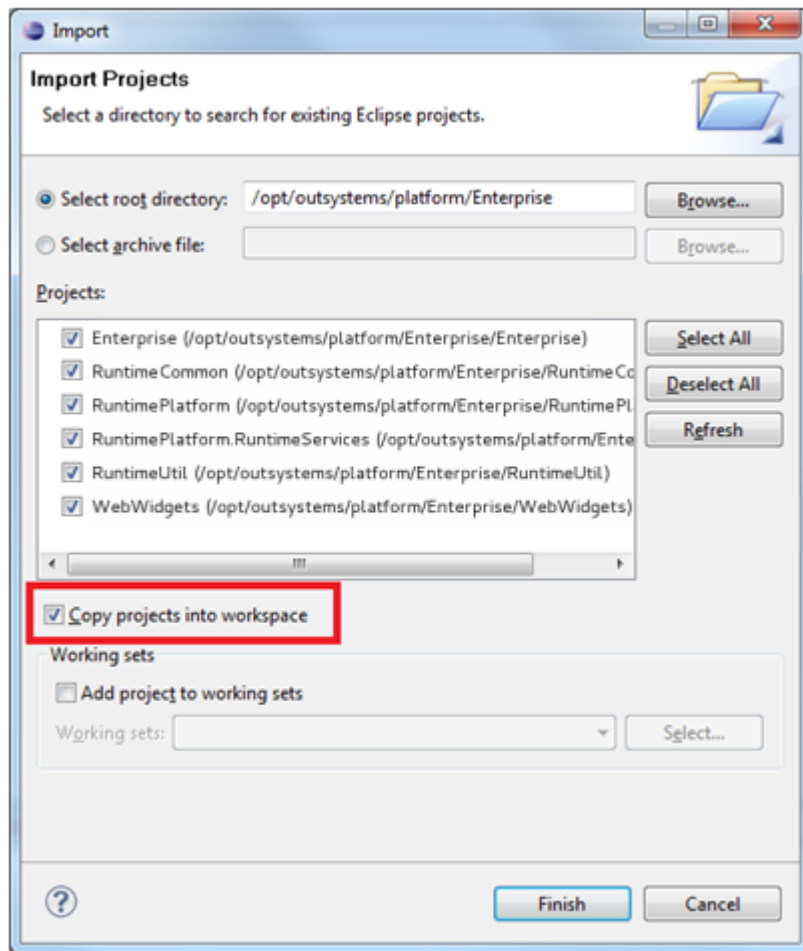 Import
Import Projects
Select a directory to search for existing Eclipse projects.
Select root directory: /opt/outsystems/platform/Enterprise Browse...
Select archive file: Browse...
Projects:
Enterprise (/opt/outsystems/platform/Enterprise/Enterprise)
RuntimeCommon (/opt/outsystems/platform/Enterprise/RuntimeCo
RuntimePlatform (/opt/outsystems/platform/Enterprise/RuntimePl
RuntimePlatform.RuntimeServices (/opt/outsystems/platform/Ente
RuntimeUtil (/opt/outsystems/platform/Enterprise/RuntimeUtil)
WebWidgets (/opt/outsystems/platform/Enterprise/WebWidgets)
Select All
Deselect All
Refresh
Copy projects into workspace
Working sets
Add project to working sets
Working sets: Select...
? Finish Cancel